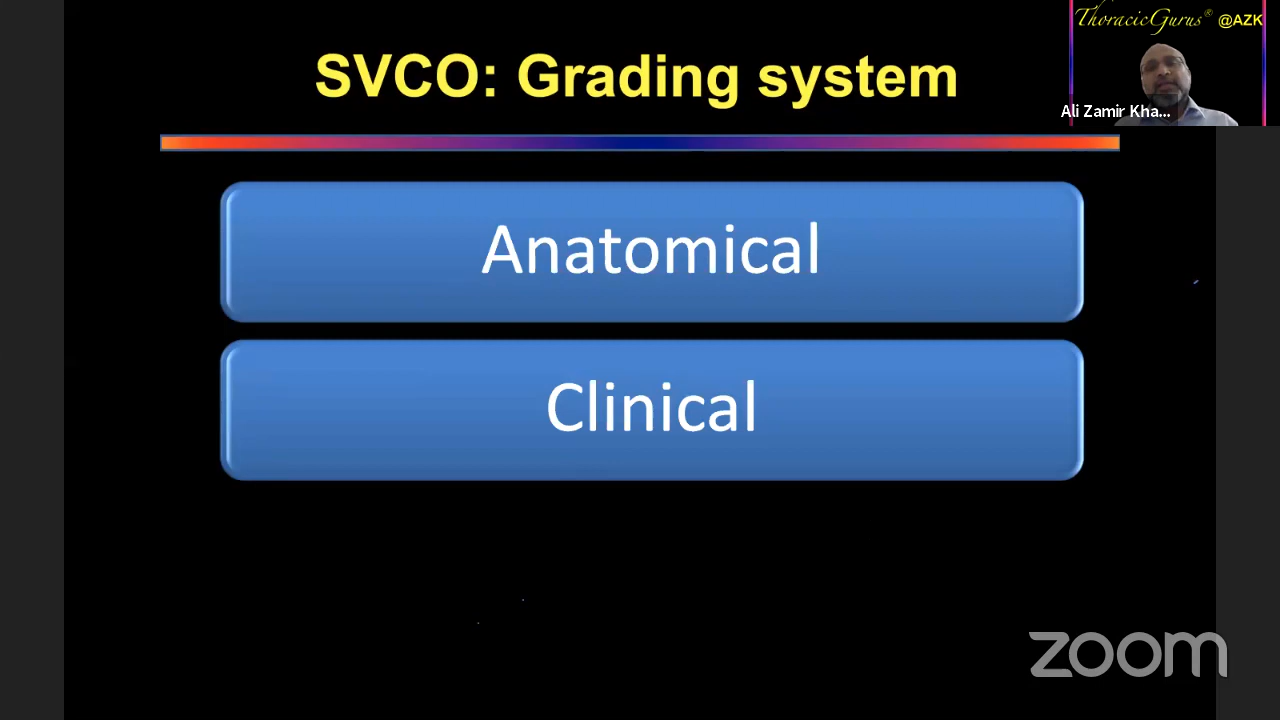 ThoracicGurus® @AZK
SVCO: Grading system
Ali Zamir Kha...
Anatomical
Clinical
zoom